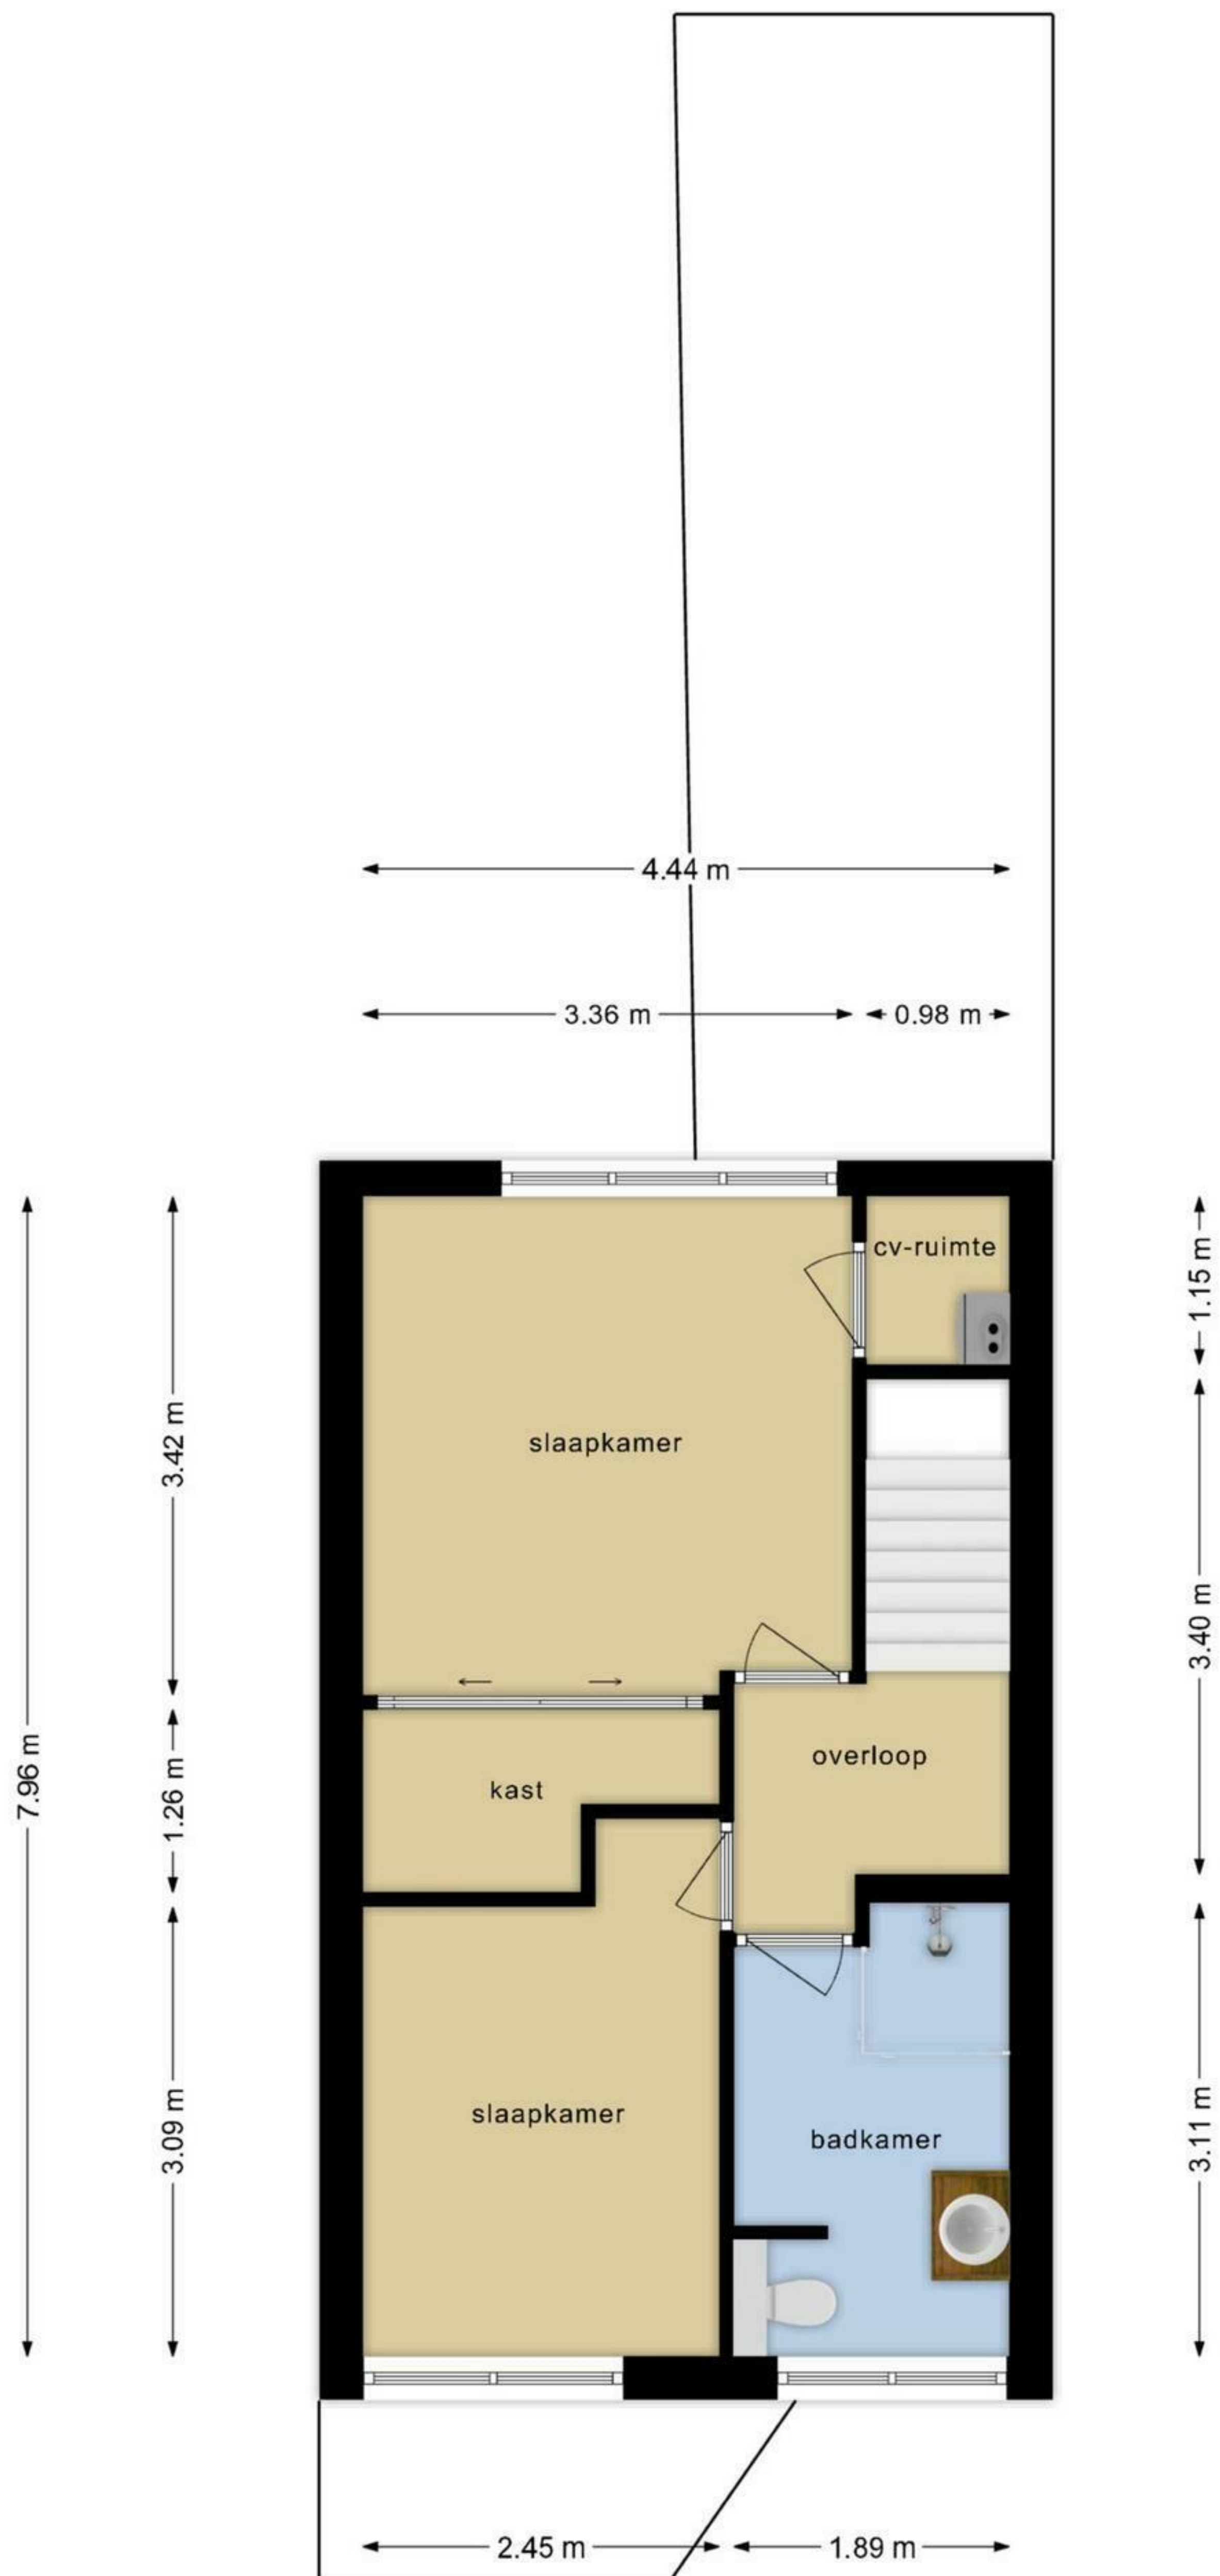 4.44 m
3.36 m
0.98 m
cv-ruimte
1.15 m
slaapkamer
3.42 m
3.40 m
overloop
7.96 m
kast
1.26 m
slaapkamer
3.09 m
badkamer
3.11 m
2.45 m
1.89 m